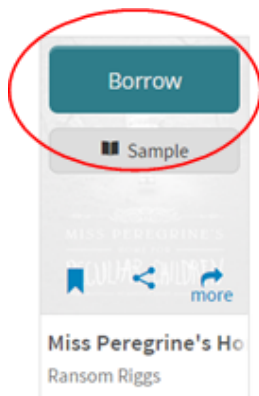 Borrow
Sample
MISS PEREGRINE'S
PECULIAR CHILDREN
more
Miss Peregrine's Ho
Ransom Riggs